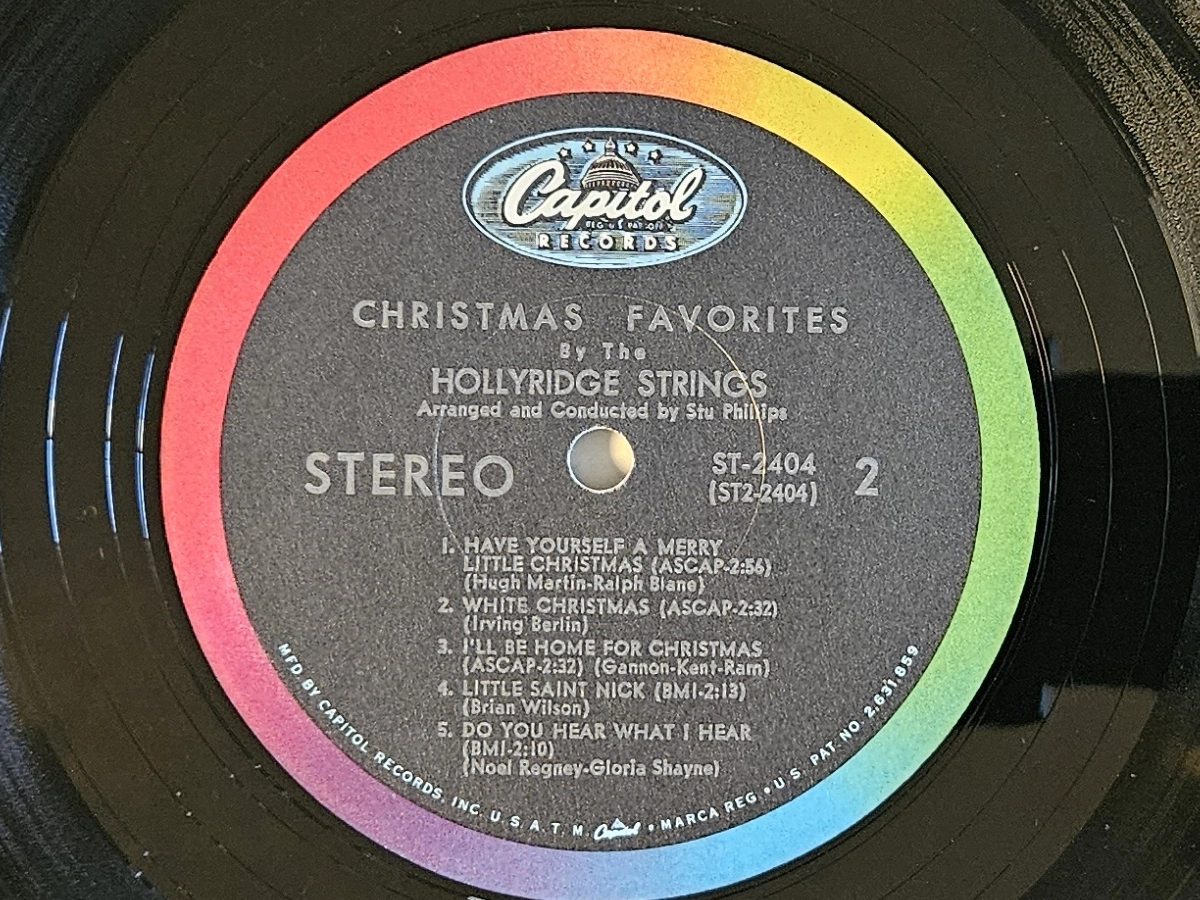 Capitol
REG. U.S. PAT. OFF.
RECORDS
CHRISTMAS FAVORITES
By The
HOLLYRIDGE STRINGS
Arranged and Conducted by Stu Phillips
STEREO
ST-2404
(ST2-2404)
2
1. HAVE YOURSELF A MERRY
LITTLE CHRISTMAS (ASCAP-2:56)
(Hugh Martin-Ralph Blane)
2. WHITE CHRISTMAS (ASCAP-2:32)
(Irving Berlin)
3. I'LL BE HOME FOR CHRISTMAS
(ASCAP-2:32) (Gannon-Kent-Ram)
4. LITTLE SAINT NICK (BMI-2:13)
(Brian Wilson)
5. DO YOU HEAR WHAT I HEAR
(BMI-2:10)
(Noel Regney-Gloria Shayne)
MFD BY CAPITOL RECORDS, INC. U. S. A. T. M. Capitol • MARCA REG. • U. S. PAT. NO. 2,631,859